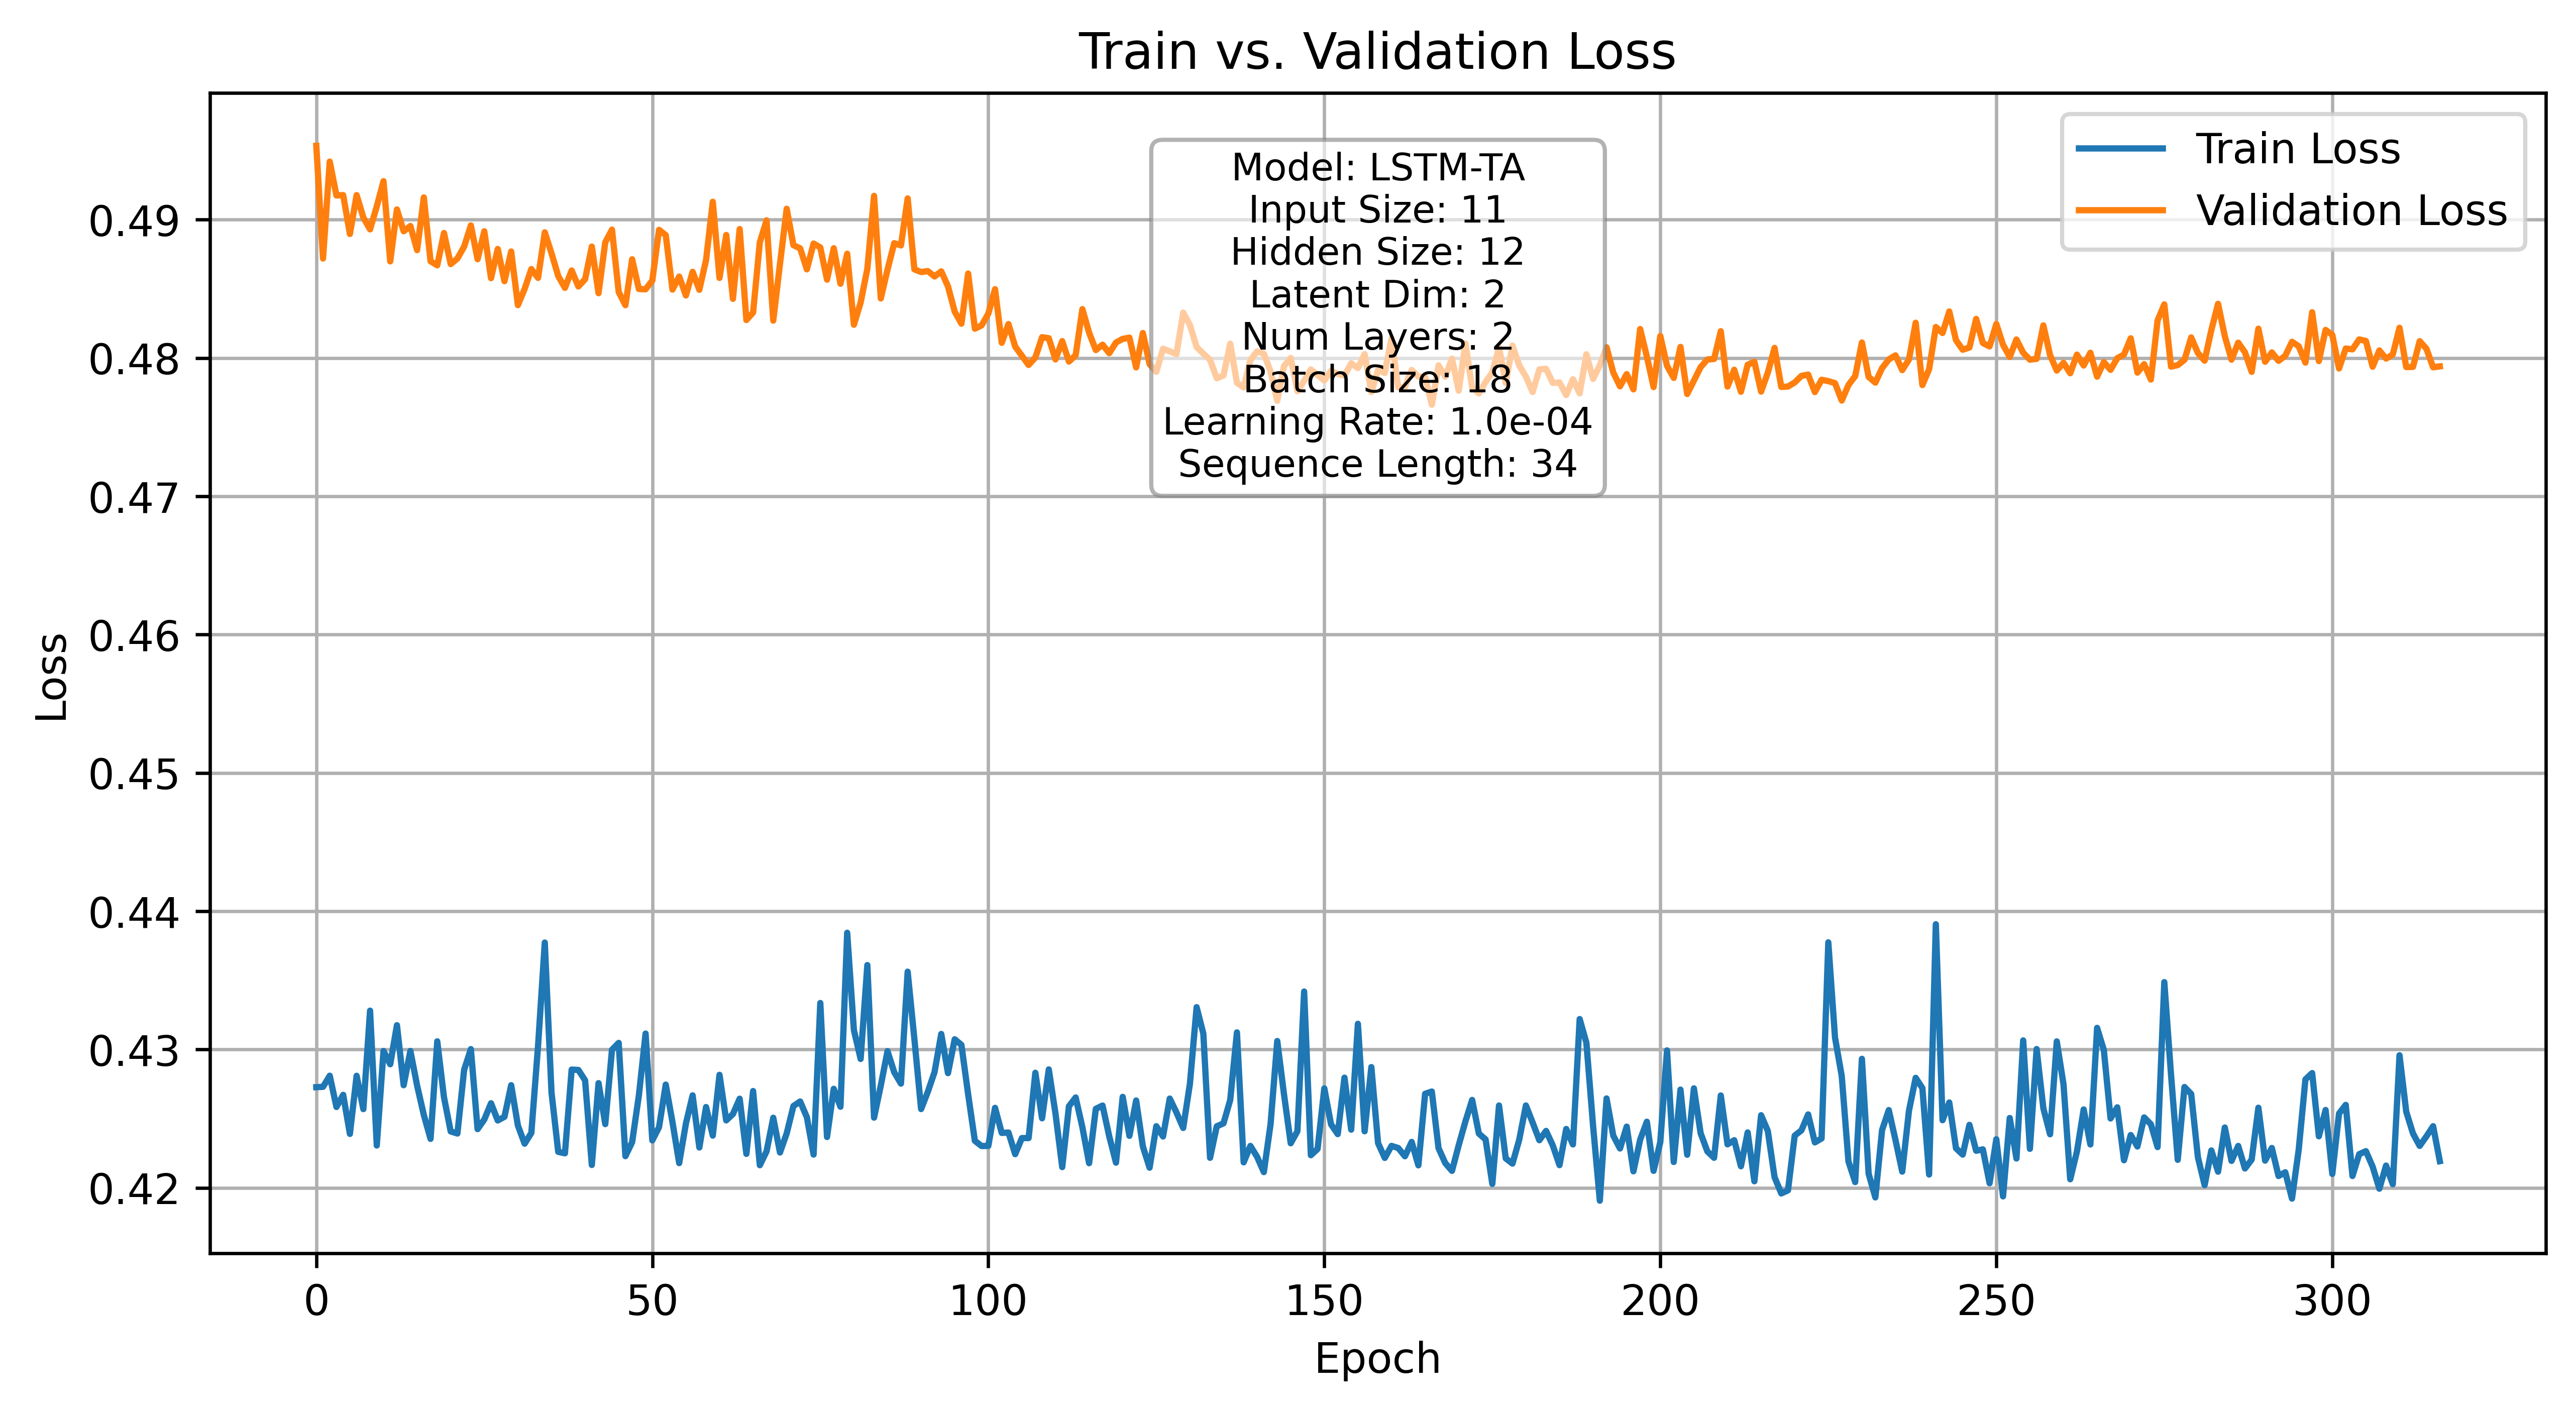 Train vs. Validation Loss
Train Loss
Validation Loss
Model: LSTM-TA
Input Size: 11
Hidden Size: 12
Latent Dim: 2
Num Layers: 2
Batch Size: 18
Learning Rate: 1.0e-04
Sequence Length: 34
Loss
0.49
0.48
0.47
0.46
0.45
0.44
0.43
0.42
0 50 100 150 200 250 300
Epoch